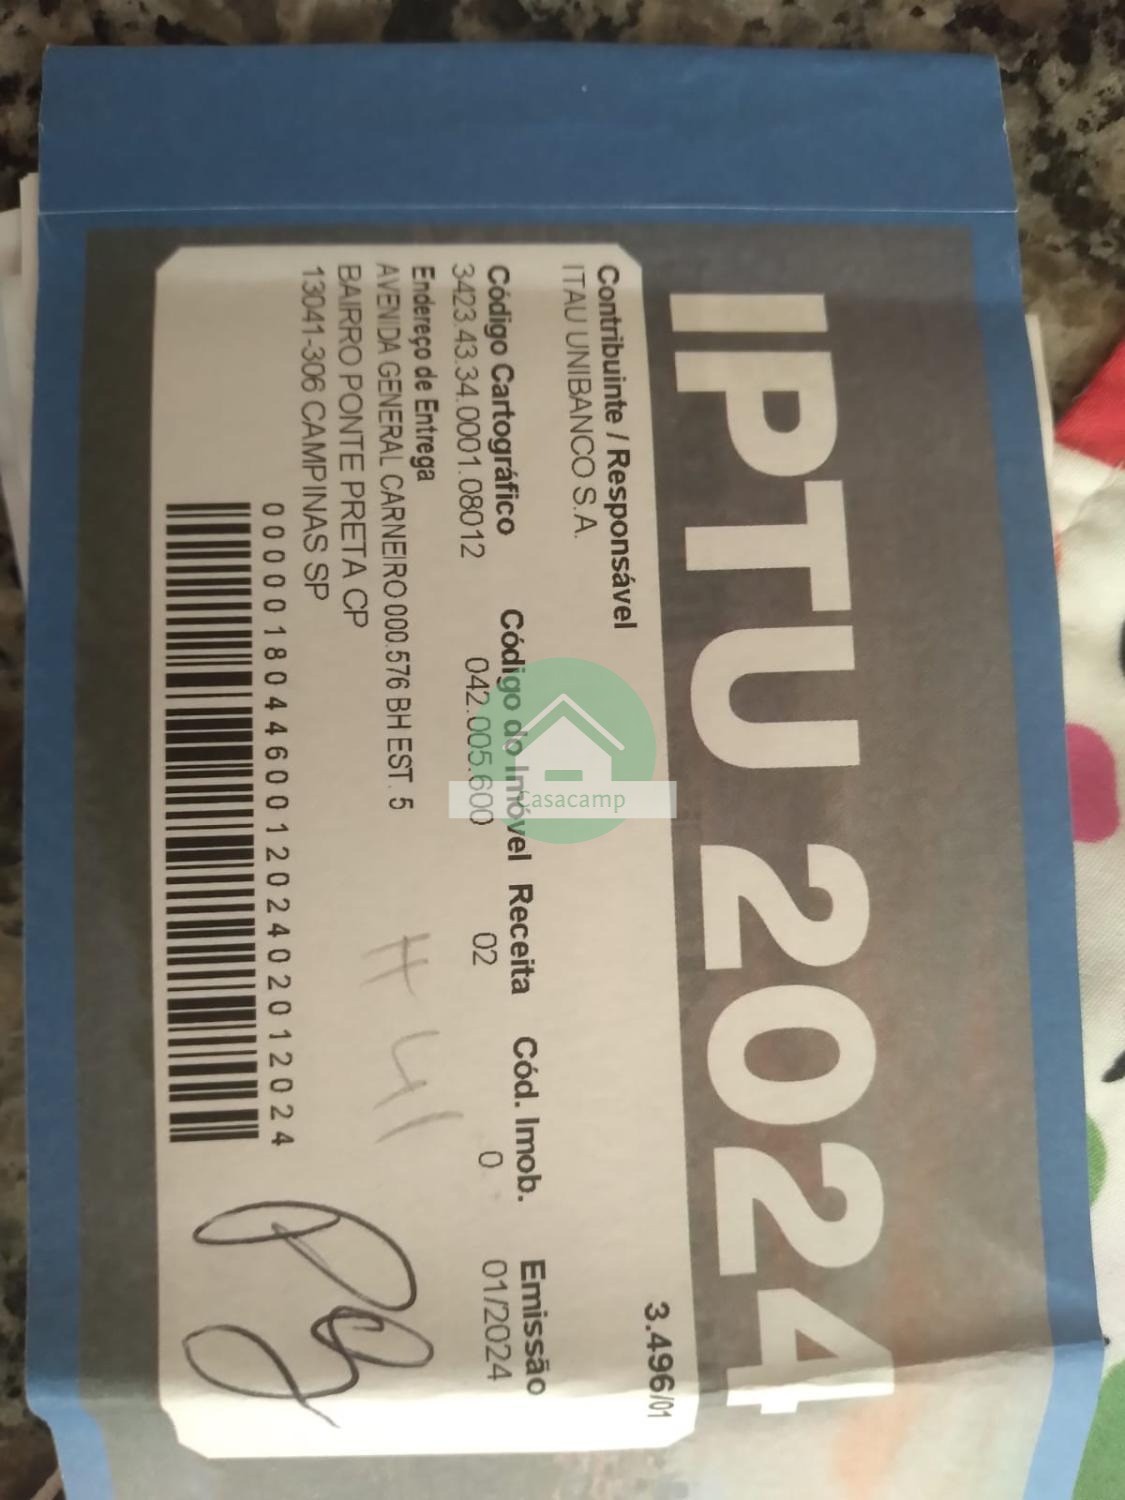 IPTU 2024
3.496/01
Contribuinte / Responsável
ITAU UNIBANCO S.A.
Código Cartográfico Código do Imóvel Receita Cód. Imob. Emissão
3423.43.34.0001.08012 042.005.600 02 0 01/2024
Endereço de Entrega
AVENIDA GENERAL CARNEIRO 000.576 BH EST. 5
BAIRRO PONTE PRETA CP
13041-306 CAMPINAS SP
# 41
00000180446001202402012024
Casacamp